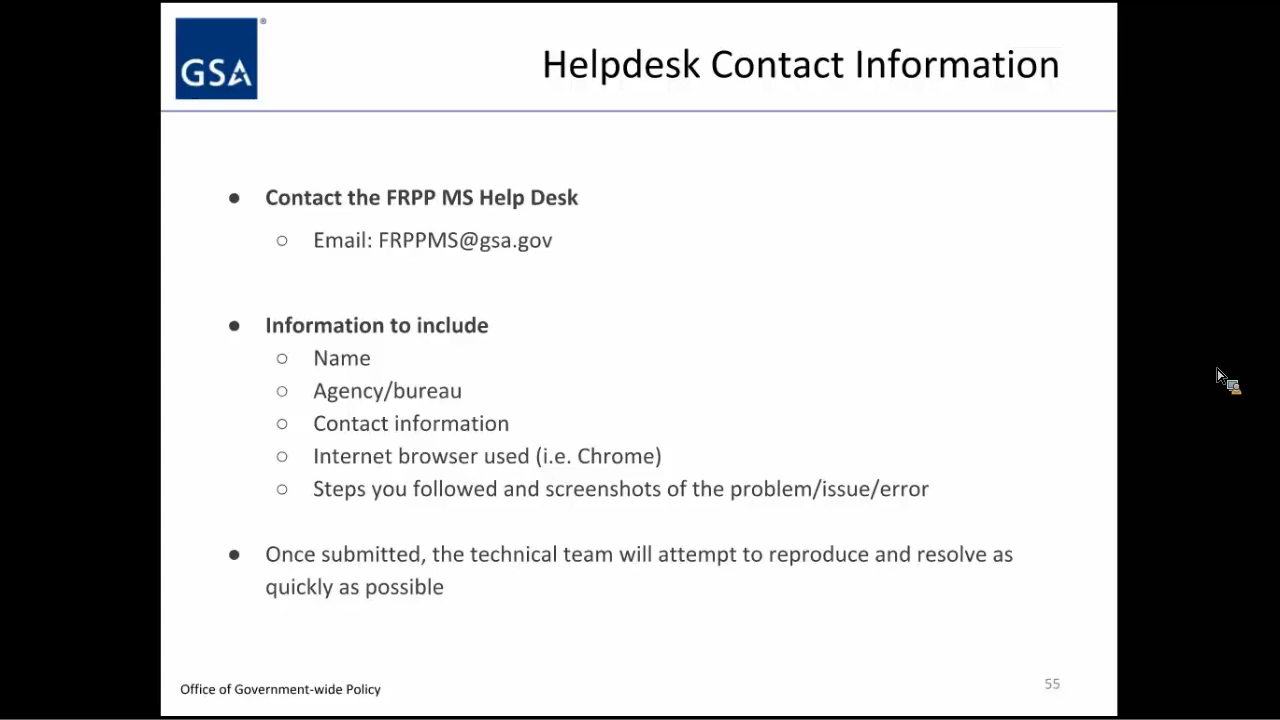 GSA
®
Helpdesk Contact Information
● Contact the FRPP MS Help Desk
○ Email: FRPPMS@gsa.gov
● Information to include
○ Name
○ Agency/bureau
○ Contact information
○ Internet browser used (i.e. Chrome)
○ Steps you followed and screenshots of the problem/issue/error
● Once submitted, the technical team will attempt to reproduce and resolve as
quickly as possible
Office of Government-wide Policy
55